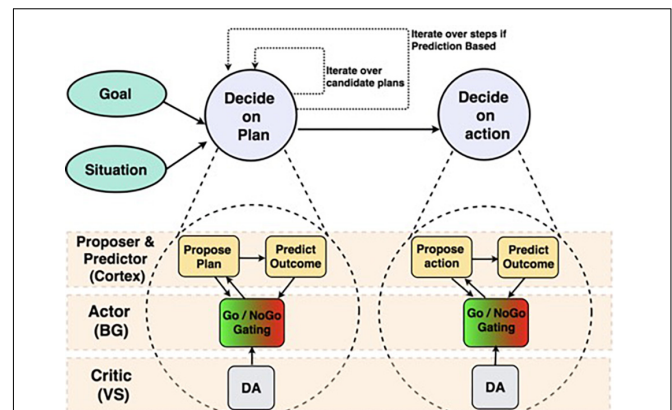 Iterate over steps if
Prediction Based
Iterate over
candidate plans
Goal
Situation
Decide
on
Plan
Decide
on
action
Proposer &
Predictor
(Cortex)
Propose
Plan
Predict
Outcome
Propose
action
Predict
Outcome
Actor
(BG)
Go / NoGo
Gating
Go / NoGo
Gating
Critic
(VS)
DA
DA